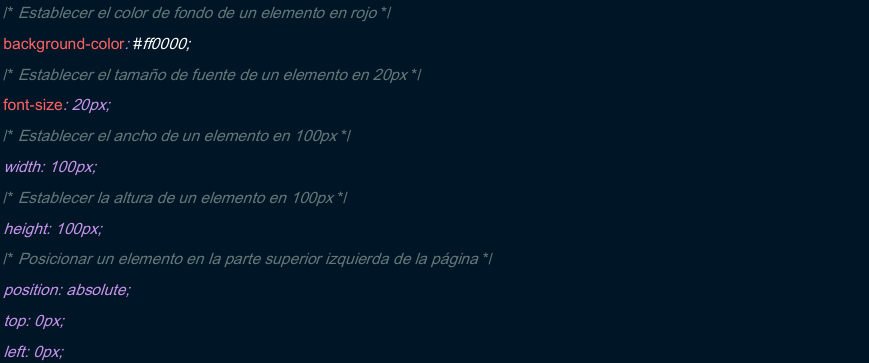 /* Establecer el color de fondo de un elemento en rojo */
background-color: #ff0000;
/* Establecer el tamaño de fuente de un elemento en 20px */
font-size: 20px;
/* Establecer el ancho de un elemento en 100px */
width: 100px;
/* Establecer la altura de un elemento en 100px */
height: 100px;
/* Posicionar un elemento en la parte superior izquierda de la página */
position: absolute;
top: 0px;
left: 0px;